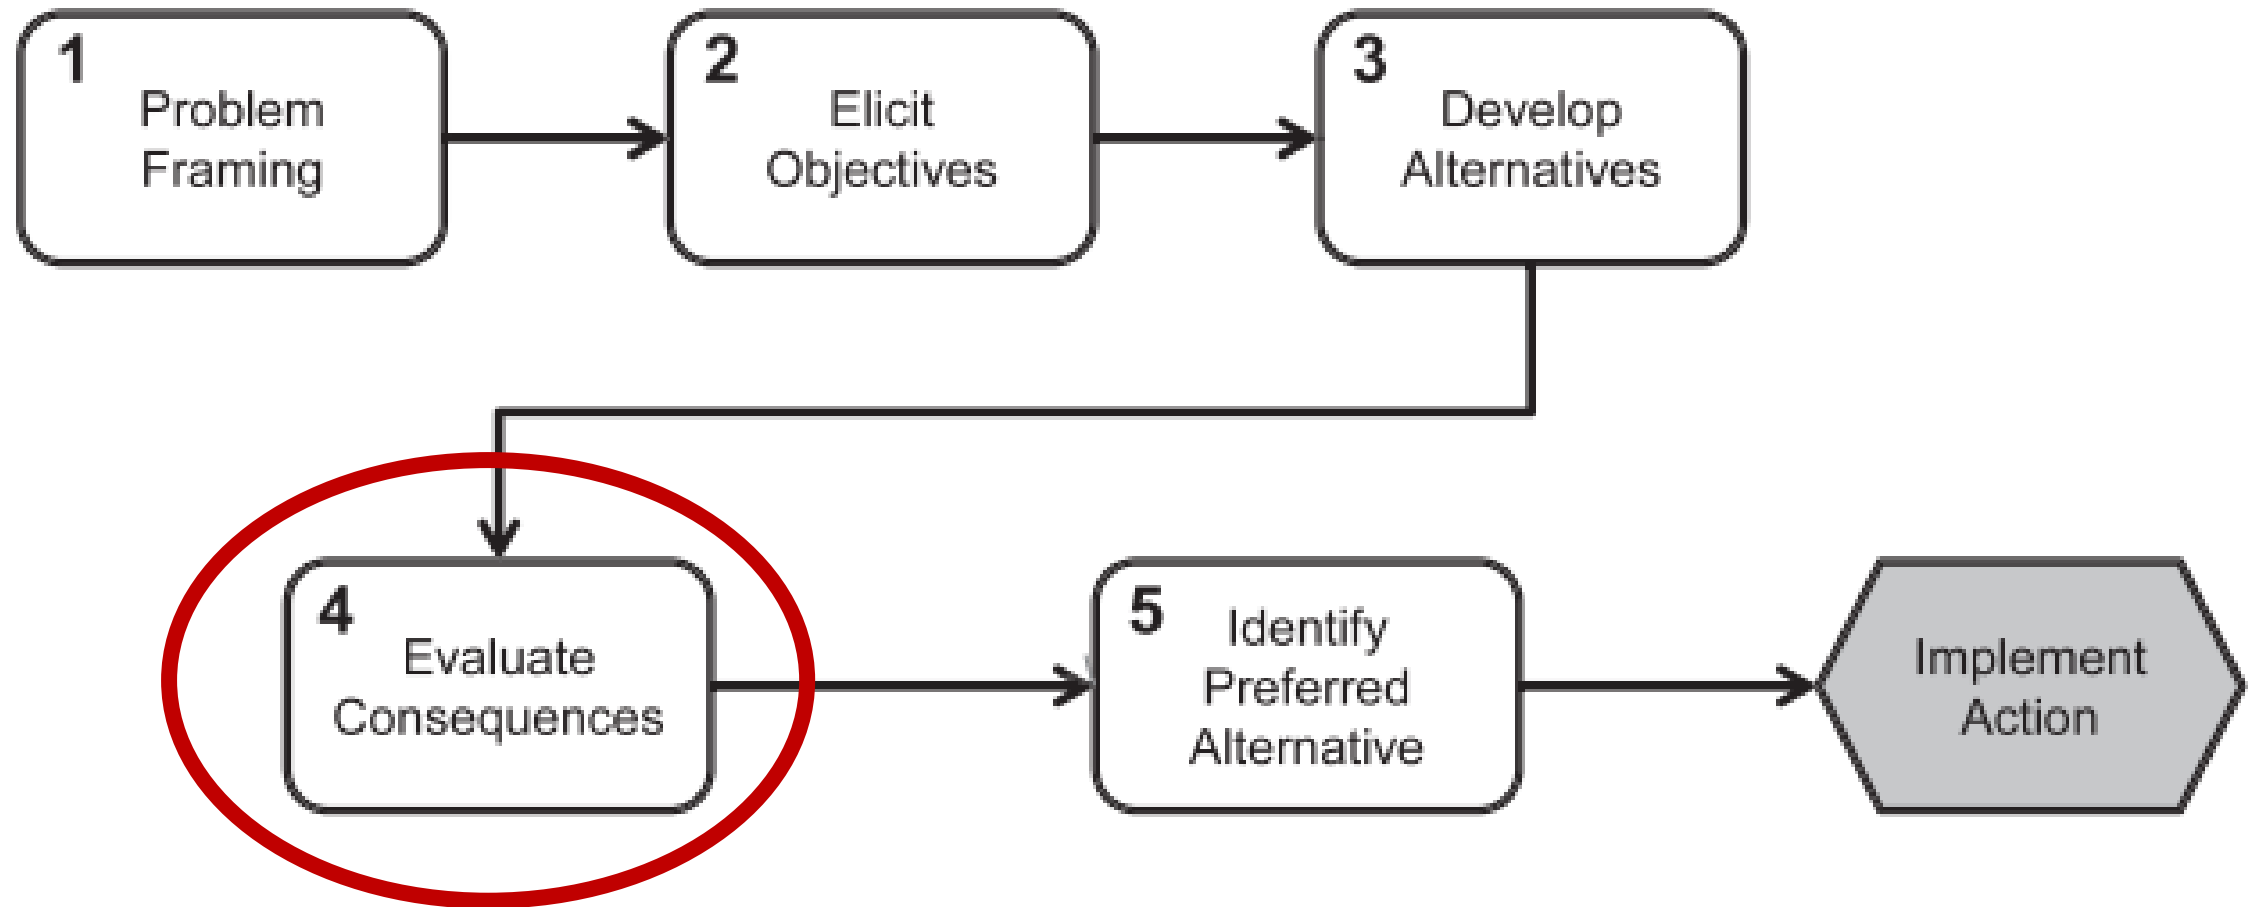 1
Problem
Framing
2
Elicit
Objectives
3
Develop
Alternatives
4
Evaluate
Consequences
5
Identify
Preferred
Alternative
Implement
Action